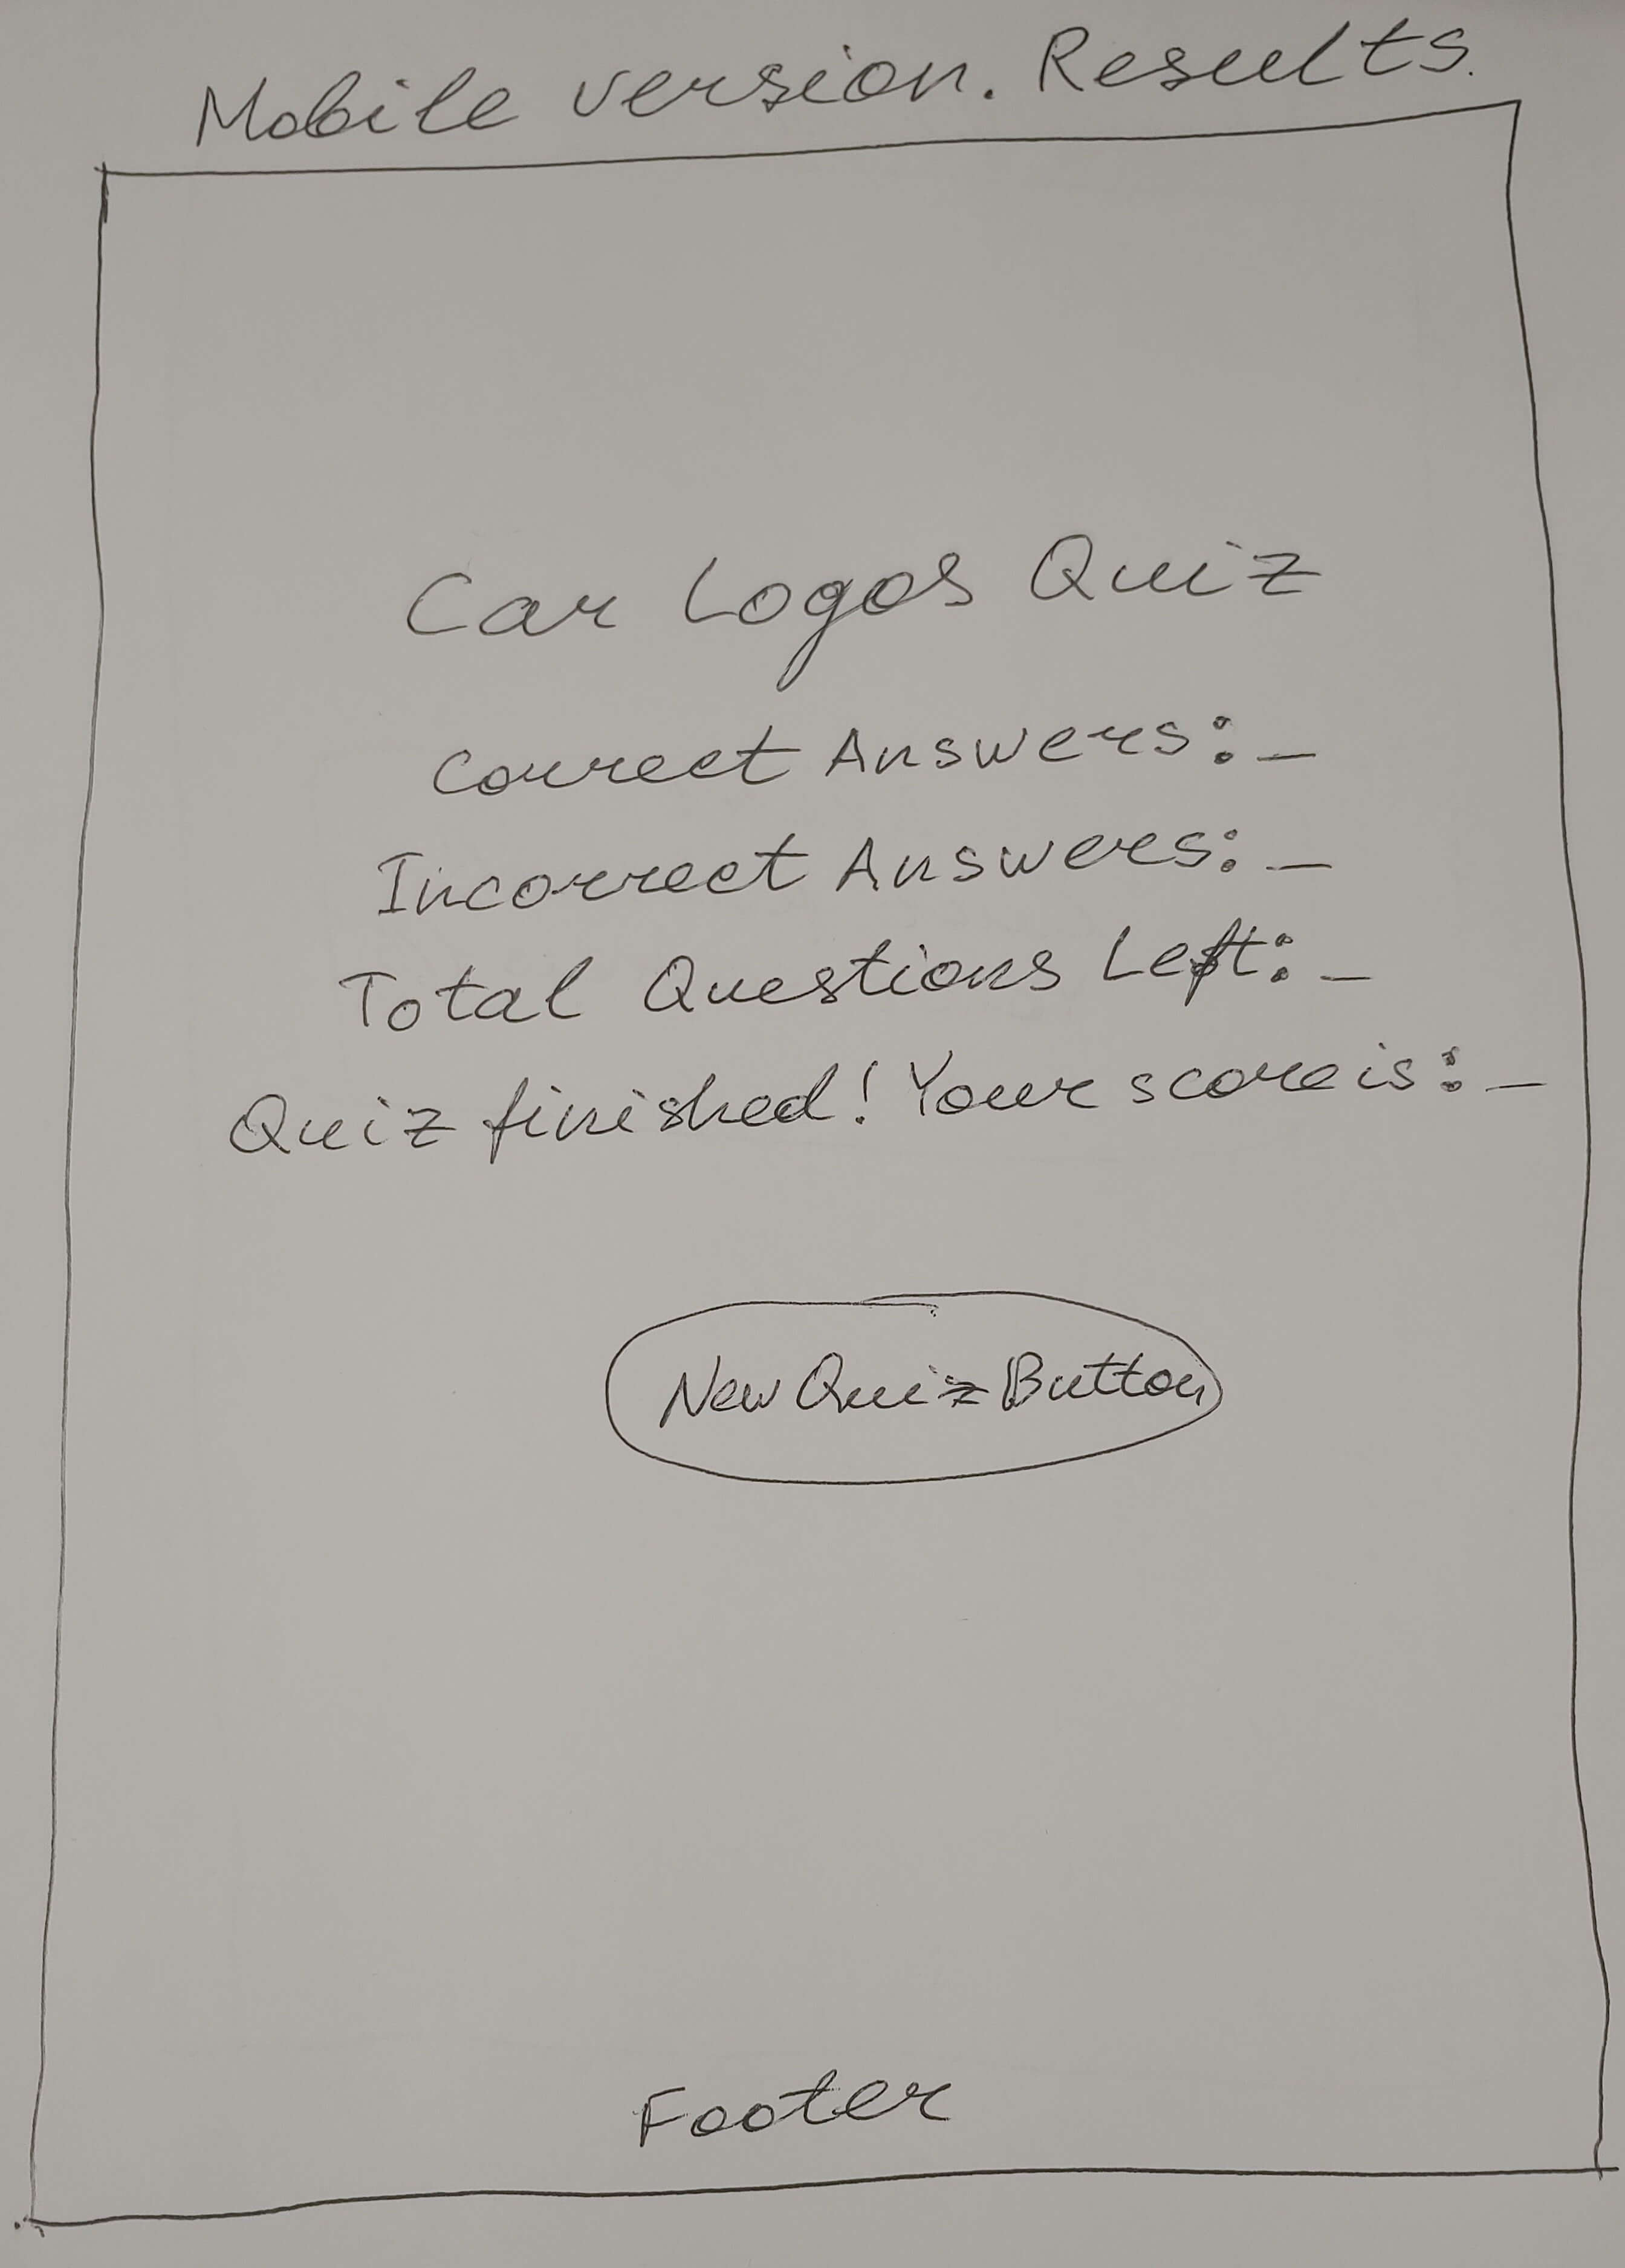 Mobile version. Results.
Car Logos Quiz
Correct Answers: _
Incorrect Answers: _
Total Questions Left: _
Quiz finished! Your score is: _
New Quiz Button
Footer